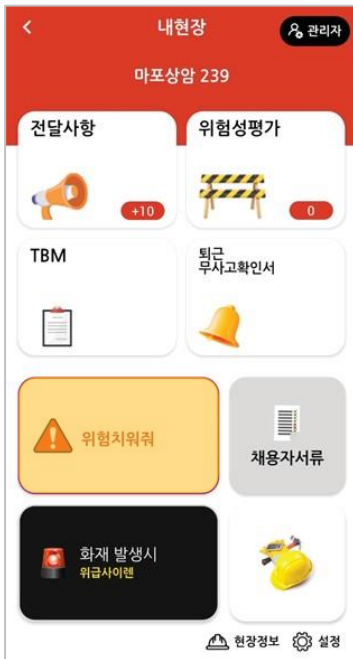 내현장
관리자
마포상암 239
전달사항
위험성평가
+10
0
TBM
퇴근
무사고확인서
위험치워줘
채용자서류
화재 발생시
위급사이렌
현장정보
설정